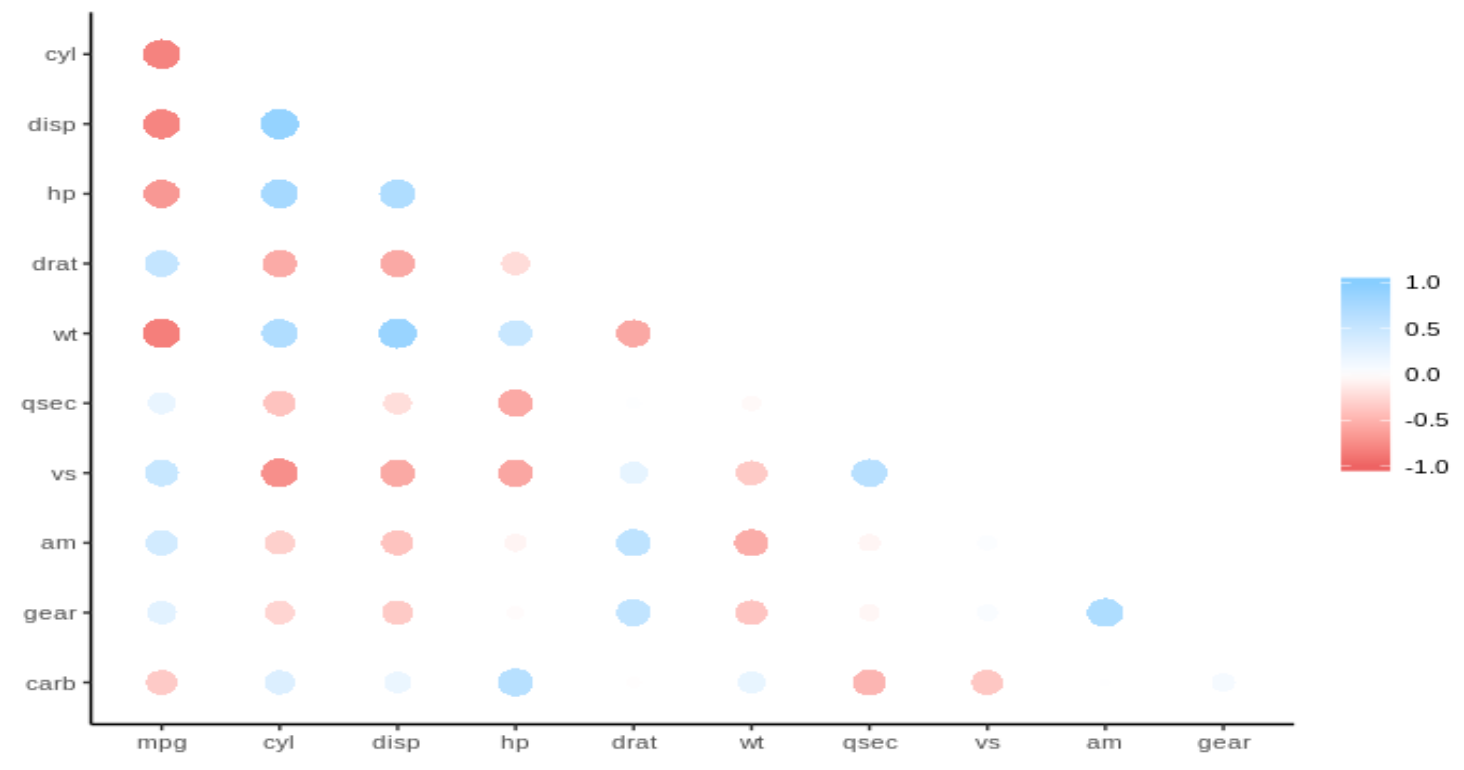 cyl
disp
hp
drat
wt
qsec
vs
am
gear
carb
mpg cyl disp hp drat wt qsec vs am gear
1.0
0.5
0.0
-0.5
-1.0